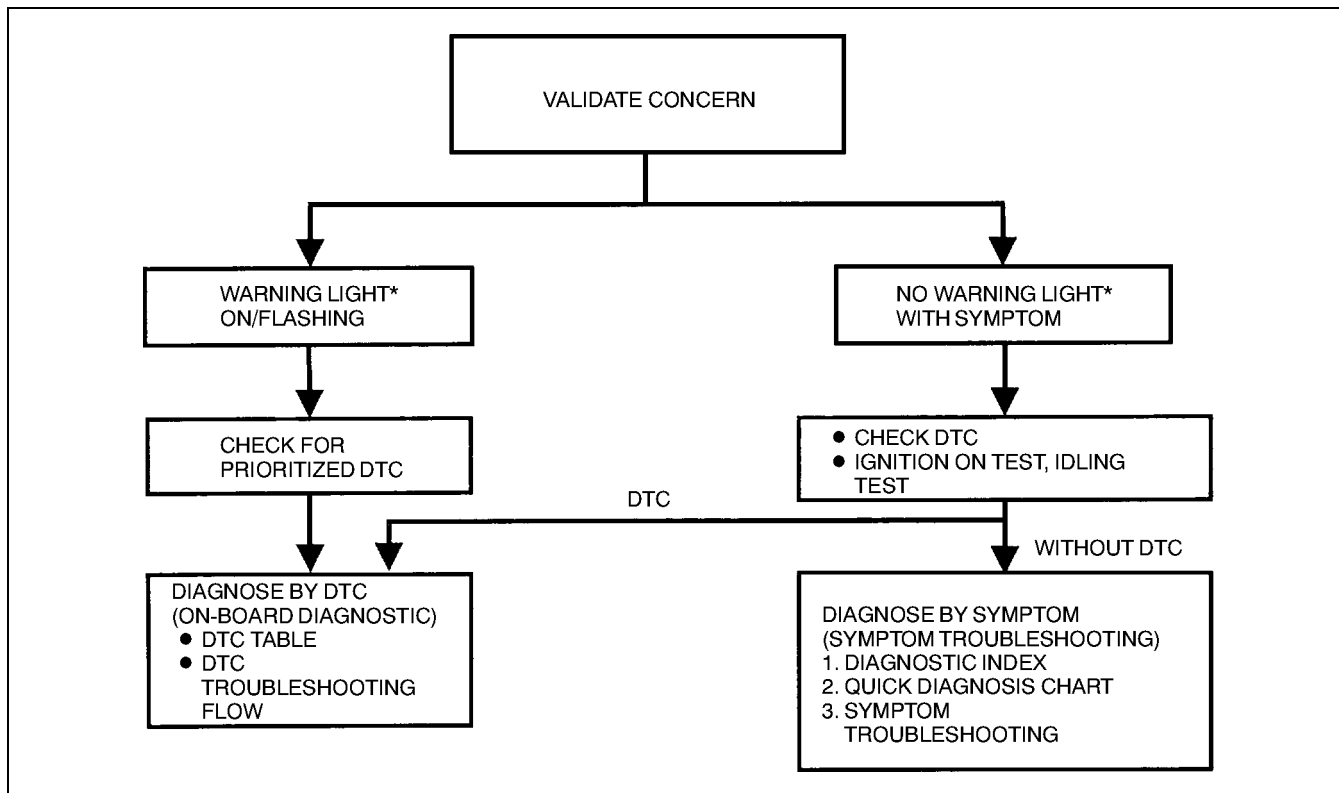 VALIDATE CONCERN
WARNING LIGHT*
ON/FLASHING
NO WARNING LIGHT*
WITH SYMPTOM
CHECK FOR
PRIORITIZED DTC
● CHECK DTC
● IGNITION ON TEST, IDLING
TEST
DTC
WITHOUT DTC
DIAGNOSE BY DTC
(ON-BOARD DIAGNOSTIC)
● DTC TABLE
● DTC
TROUBLESHOOTING
FLOW
DIAGNOSE BY SYMPTOM
(SYMPTOM TROUBLESHOOTING)
1. DIAGNOSTIC INDEX
2. QUICK DIAGNOSIS CHART
3. SYMPTOM
TROUBLESHOOTING